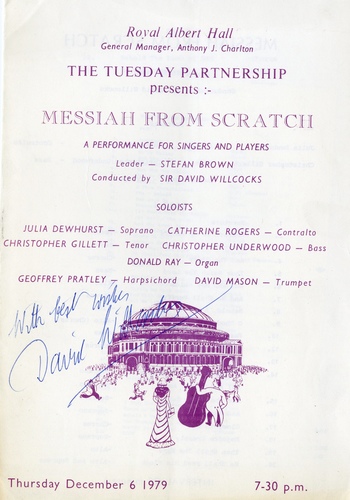 Royal Albert Hall
General Manager, Anthony J. Charlton
THE TUESDAY PARTNERSHIP
presents :-
MESSIAH FROM SCRATCH
A PERFORMANCE FOR SINGERS AND PLAYERS
Leader — STEFAN BROWN
Conducted by SIR DAVID WILLCOCKS
SOLOISTS
JULIA DEWHURST — Soprano CATHERINE ROGERS — Contralto
CHRISTOPHER GILLETT — Tenor CHRISTOPHER UNDERWOOD — Bass
DONALD RAY — Organ
GEOFFREY PRATLEY — Harpsichord DAVID MASON — Trumpet
With best wishes
David Willcocks
Thursday December 6 1979 7-30 p.m.